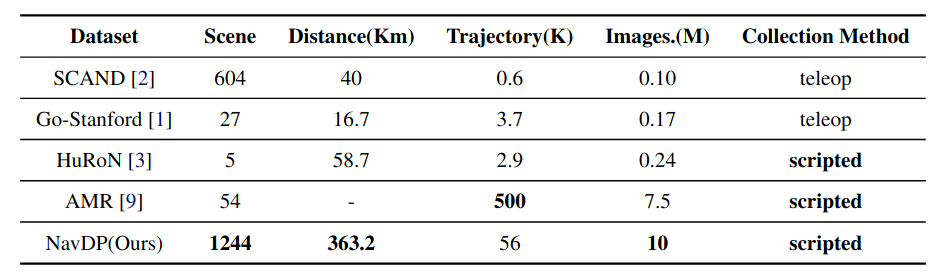 Dataset Scene Distance(Km) Trajectory(K) Images.(M) Collection Method
SCAND [2] 604 40 0.6 0.10 teleop
Go-Stanford [1] 27 16.7 3.7 0.17 teleop
HuRoN [3] 5 58.7 2.9 0.24 scripted
AMR [9] 54 - 500 7.5 scripted
NavDP(Ours) 1244 363.2 56 10 scripted